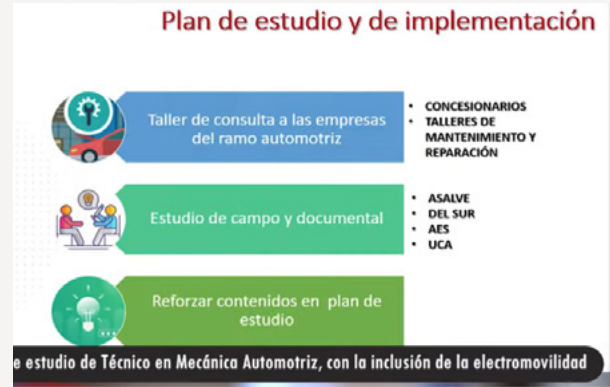 Plan de estudio y de implementación
Taller de consulta a las empresas
del ramo automotriz
• CONCESIONARIOS
• TALLERES DE
MANTENIMIENTO Y
REPARACIÓN
Estudio de campo y documental
• ASALVE
• DEL SUR
• AES
• UCA
Reforzar contenidos en plan de
estudio
e estudio de Técnico en Mecánica Automotriz, con la inclusión de la electromovilidad